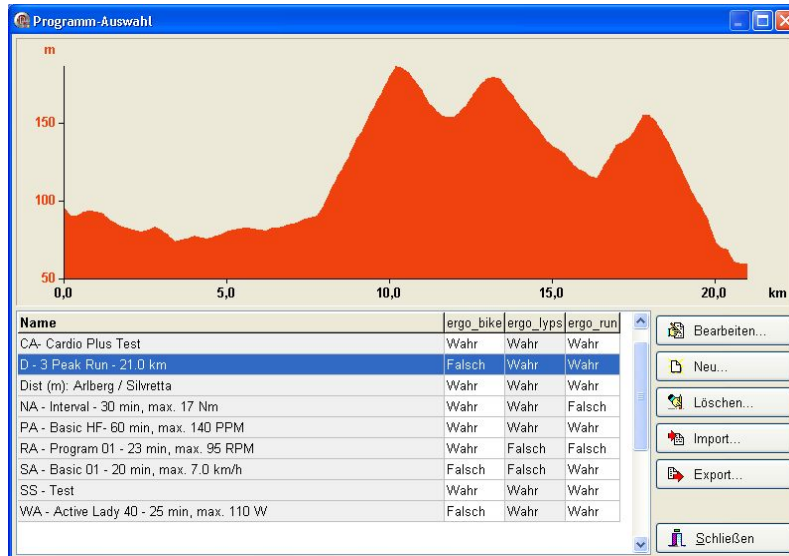 Programm-Auswahl
m
150
100
50
0,0 5,0 10,0 15,0 20,0 km
Name ergo_bike ergo_lyps ergo_run
CA- Cardio Plus Test Wahr Wahr Wahr
D - 3 Peak Run - 21.0 km Falsch Wahr Wahr
Dist (m): Arlberg / Silvretta Wahr Wahr Wahr
NA - Interval - 30 min, max. 17 Nm Wahr Wahr Falsch
PA - Basic HF- 60 min, max. 140 PPM Wahr Wahr Wahr
RA - Program 01 - 23 min, max. 95 RPM Wahr Falsch Falsch
SA - Basic 01 - 20 min, max. 7.0 km/h Falsch Falsch Wahr
SS - Test Wahr Wahr Wahr
WA - Active Lady 40 - 25 min, max. 110 W Falsch Wahr Wahr
Bearbeiten...
Neu...
Löschen...
Import...
Export...
Schließen